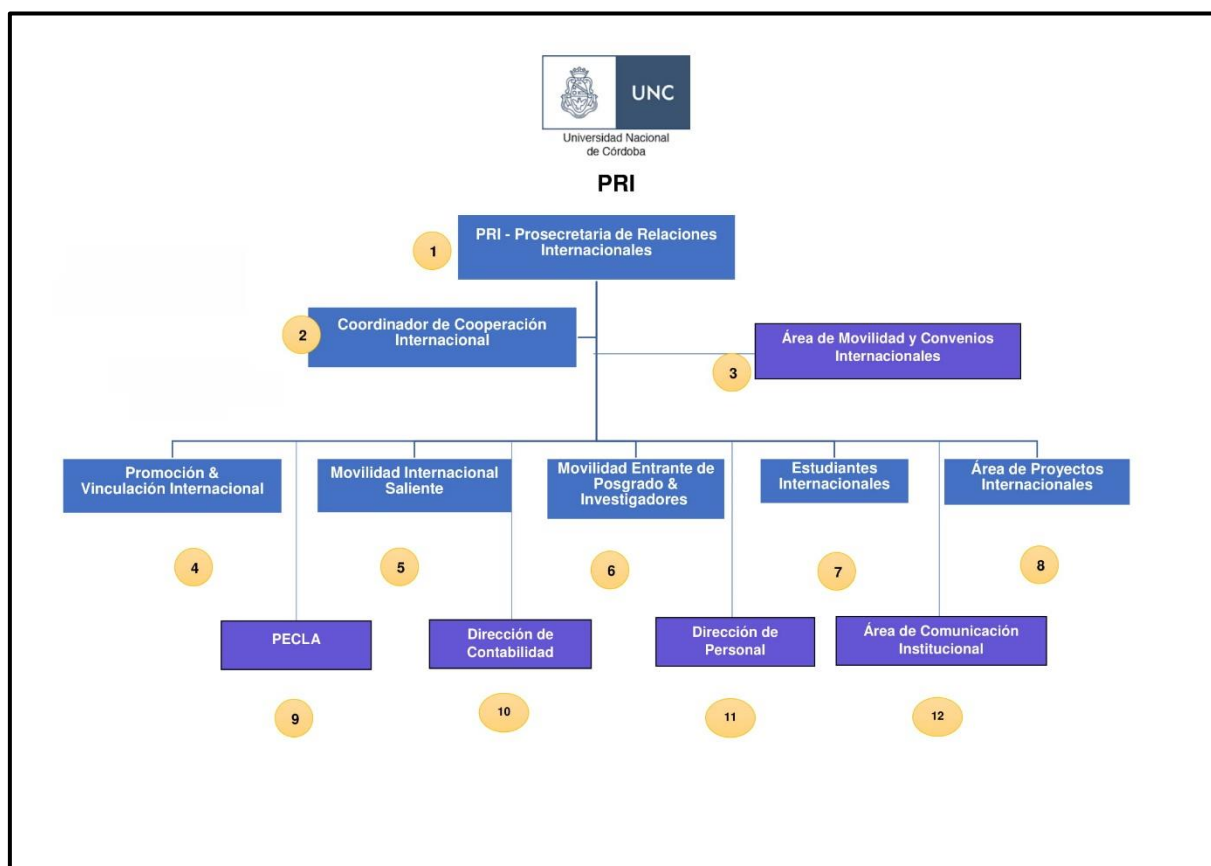 UNC
Universidad Nacional
de Córdoba
PRI
1
PRI - Prosecretaria de Relaciones
Internacionales
2
Coordinador de Cooperación
Internacional
Área de Movilidad y Convenios
Internacionales
3
Promoción &
Vinculación Internacional
Movilidad Internacional
Saliente
Movilidad Entrante de
Posgrado &
Investigadores
Estudiantes
Internacionales
Área de Proyectos
Internacionales
4
5
6
7
8
PECLA
Dirección de
Contabilidad
Dirección de
Personal
Área de Comunicación
Institucional
9
10
11
12